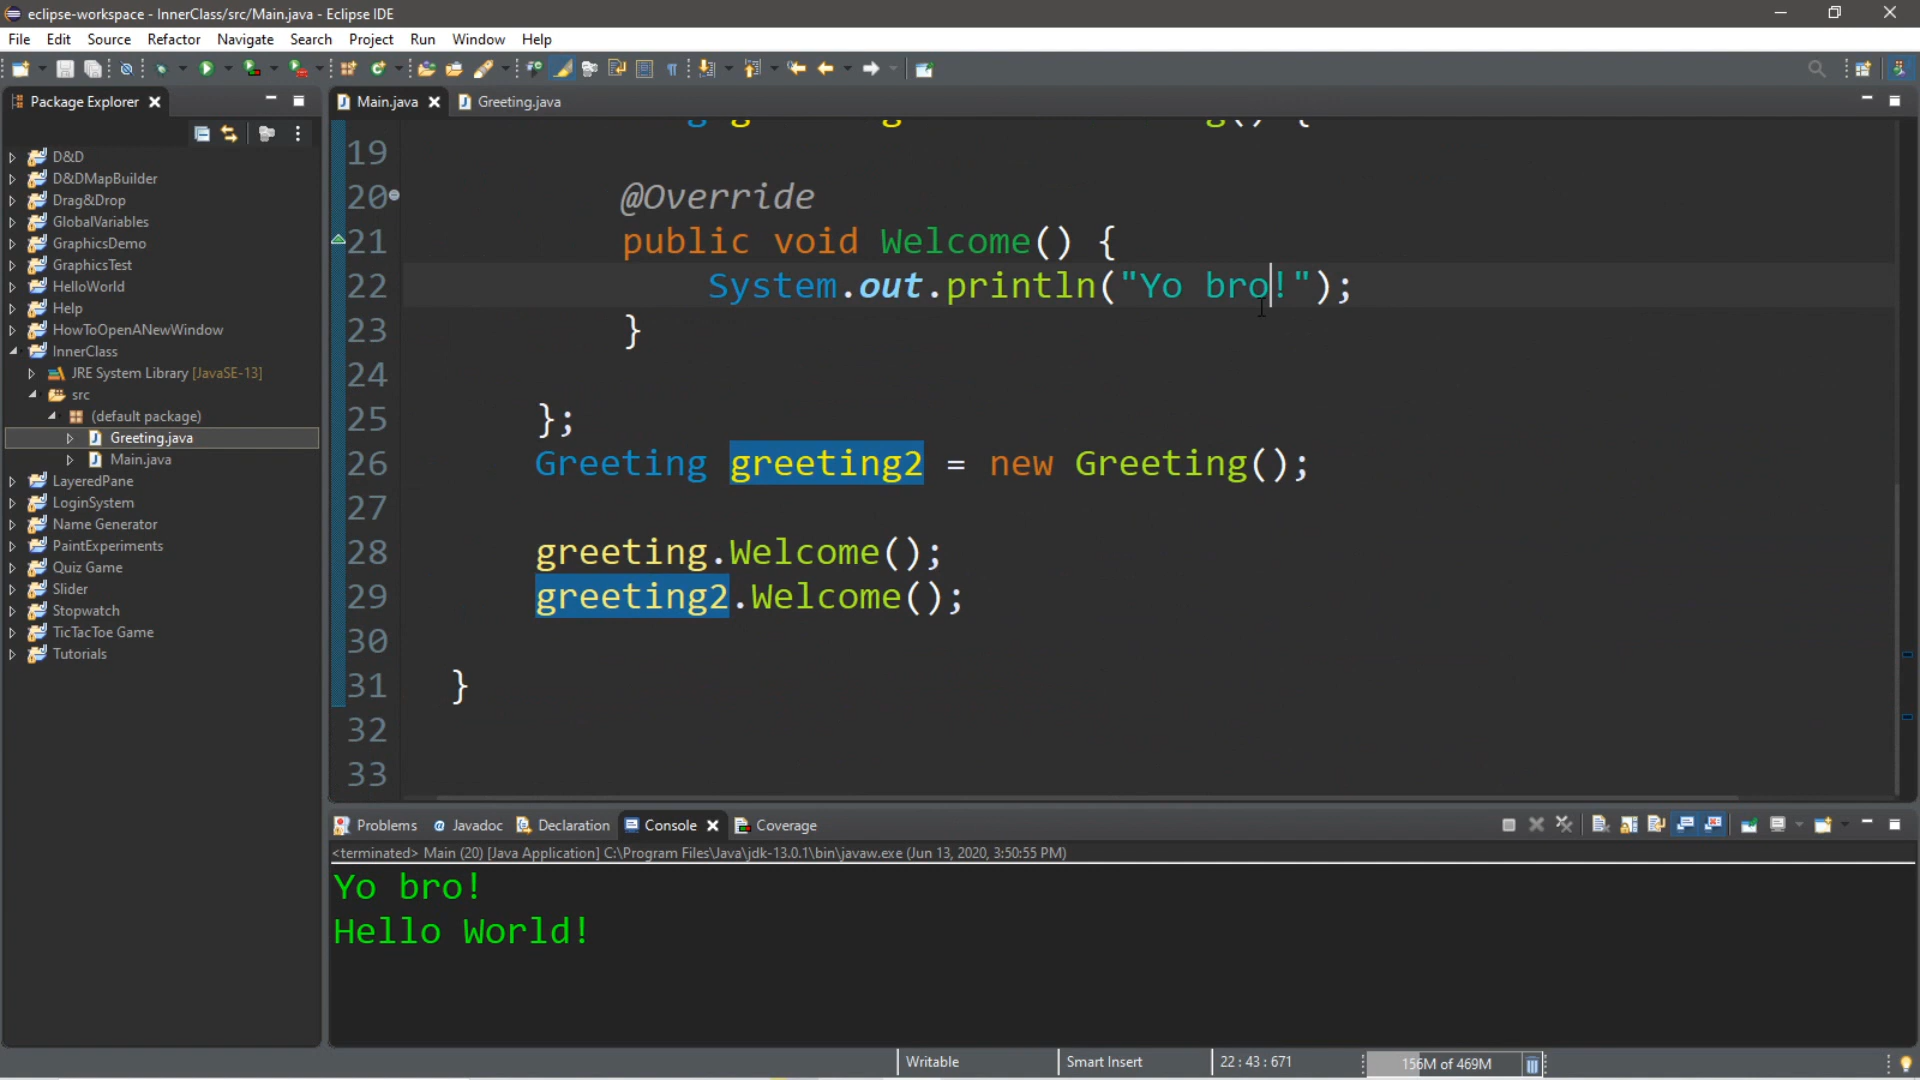 eclipse-workspace - InnerClass/src/Main.java - Eclipse IDE
File Edit Source Refactor Navigate Search Project Run Window Help
Package Explorer
Main.java Greeting.java
D&D
D&DMapBuilder
Drag&Drop
GlobalVariables
GraphicsDemo
GraphicsTest
HelloWorld
Help
HowToOpenANewWindow
InnerClass
JRE System Library [JavaSE-13]
src
(default package)
Greeting.java
Main.java
LayeredPane
LoginSystem
Name Generator
PaintExperiments
Quiz Game
Slider
Stopwatch
TicTacToe Game
Tutorials
19
20 @Override
21 public void Welcome() {
22 System.out.println("Yo bro!");
23 }
24
25 };
26 Greeting greeting2 = new Greeting();
27
28 greeting.Welcome();
29 greeting2.Welcome();
30
31 }
32
33
Problems Javadoc Declaration Console Coverage
<terminated> Main (20) [Java Application] C:\Program Files\Java\jdk-13.0.1\bin\javaw.exe (Jun 13, 2020, 3:50:55 PM)
Yo bro!
Hello World!
Writable Smart Insert 22 : 43 : 671 156M of 469M